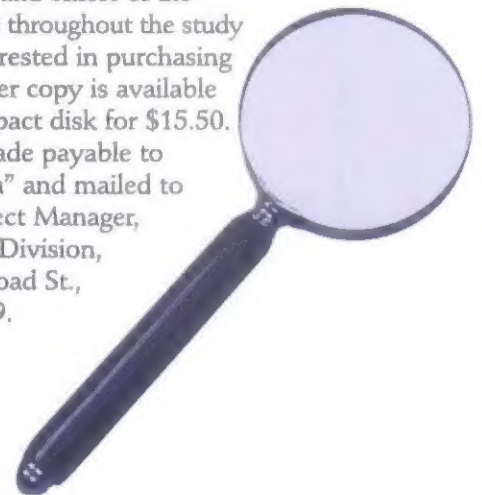 throughout the study
rested in purchasing
er copy is available
pact disk for $15.50.
ade payable to
" and mailed to
ect Manager,
Division,
oad St.,
9.